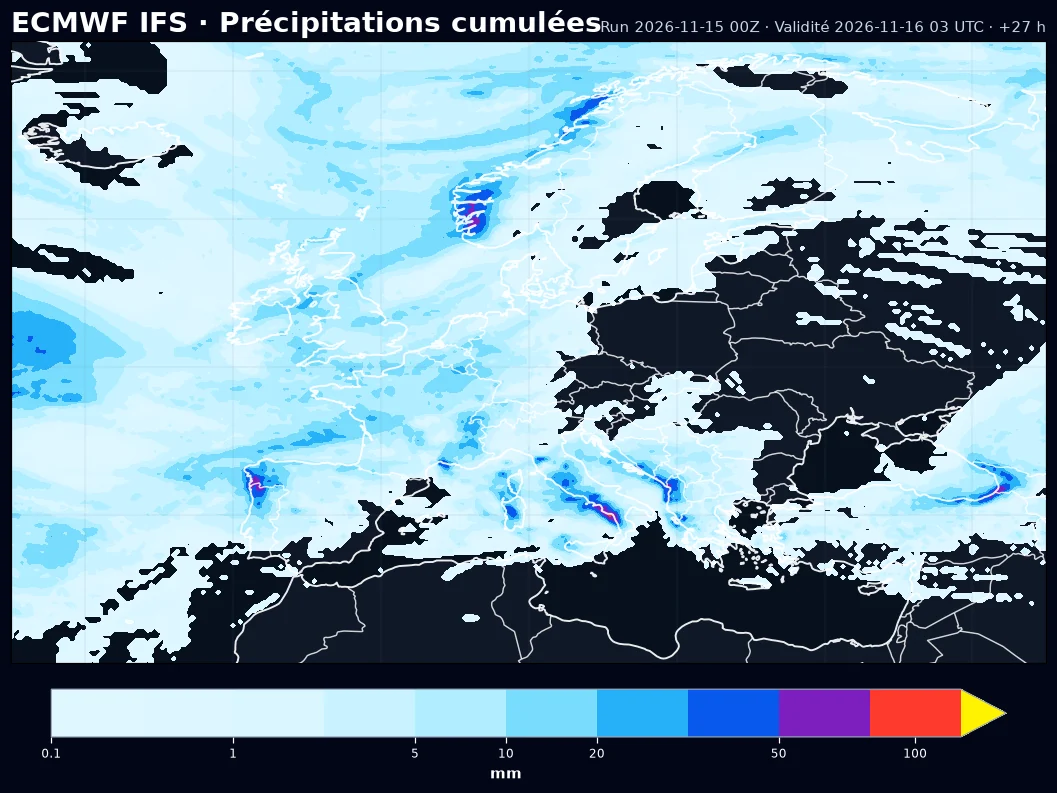 ECMWF IFS · Précipitations cumulées
Run 2026-11-15 00Z · Validité 2026-11-16 03 UTC · +27 h
0.1 1 5 10 20 50 100
mm